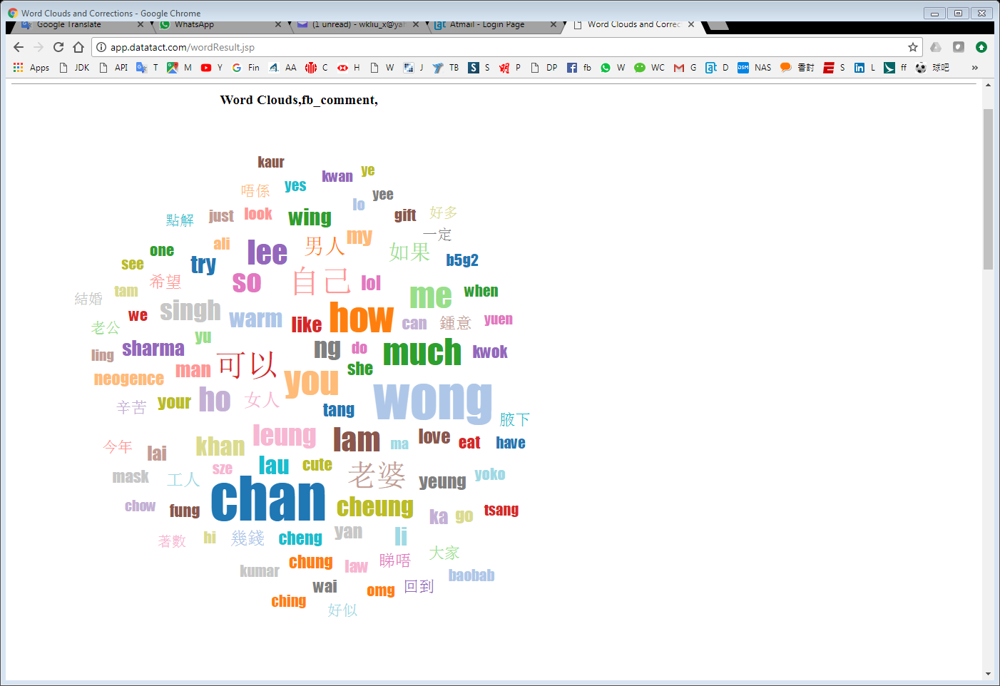 Word Clouds and Corrections - Google Chrome
Google Translate WhatsApp (1 unread) - wkliu_x@yah Atmail - Login Page Word Clouds and Correc
app.datatact.com/wordResult.jsp
Apps JDK API T M Y Fin AA C H W J TB S P DP fb W WC G D NAS 香討 S L ff 球吧 »
Word Clouds,fb_comment,
kaur
kwan ye
唔係 yes
lo yee
點解 just look wing gift 好多
ali 男人 my 一定
one lee 如果
see try b5g2
希望 so 自己 lol
結婚 tam me when
we singh warm like how can 鍾意 yuen
老公 yu
ling sharma ng do much kwok
neogence man 可以 you she
辛苦 your ho 女人 tang wong
腋下
今年 lai khan leung lam ma love eat have
mask 工人 sze lau cute 老婆 yeung yoko
chow fung chan cheung ka go tsang
著數 hi 幾錢 cheng yan li
kumar chung law 睇唔 大家 baobab
ching wai omg 回到
好似